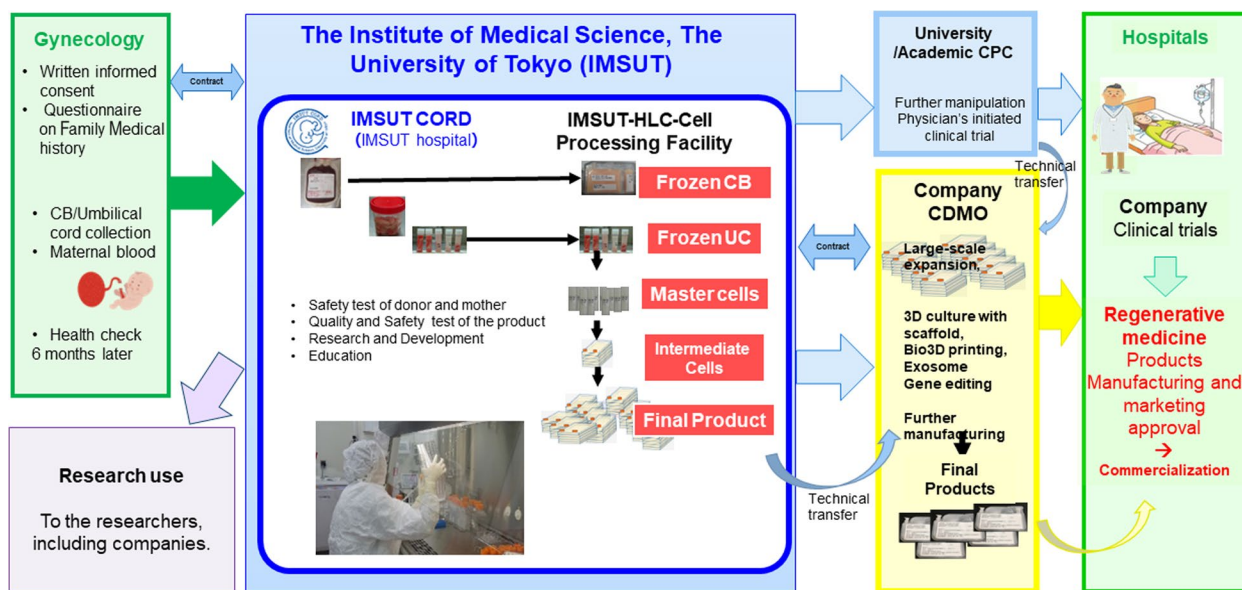 Gynecology
• Written informed
consent
• Questionnaire
on Family Medical
history
• CB/Umbilical
cord collection
• Maternal blood
• Health check
6 months later
Contract
Research use
To the researchers,
including companies.
The Institute of Medical Science, The
University of Tokyo (IMSUT)
IMSUT CORD
(IMSUT hospital)
IMSUT-HLC-Cell
Processing Facility
Frozen CB
Frozen UC
Master cells
Intermediate
Cells
Final Product
• Safety test of donor and mother
• Quality and Safety test of the product
• Research and Development
• Education
Technical
transfer
University
/Academic CPC
Further manipulation
Physician's initiated
clinical trial
Technical
transfer
Contract
Company
CDMO
Large-scale
expansion,
3D culture with
scaffold,
Bio3D printing,
Exosome
Gene editing
Further
manufacturing
Final
Products
Hospitals
Company
Clinical trials
Regenerative
medicine
Products
Manufacturing and
marketing
approval
→
Commercialization